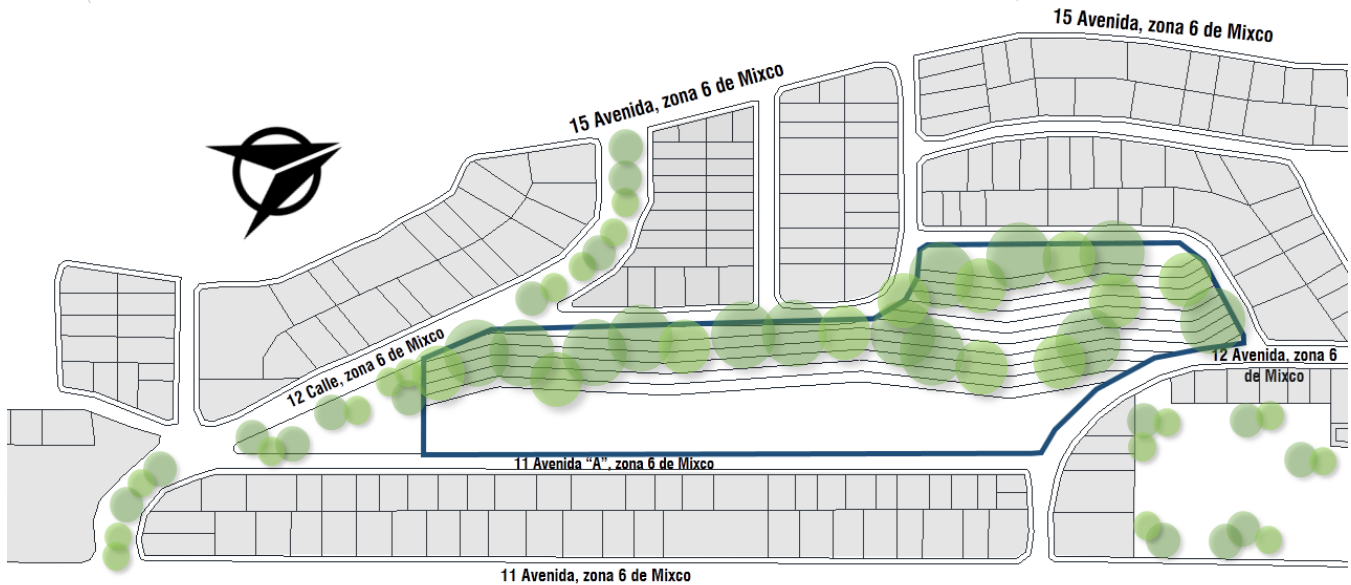 15 Avenida, zona 6 de Mixco
15 Avenida, zona 6 de Mixco
12 Calle, zona 6 de Mixco
12 Avenida, zona 6
de Mixco
11 Avenida “A”, zona 6 de Mixco
11 Avenida, zona 6 de Mixco